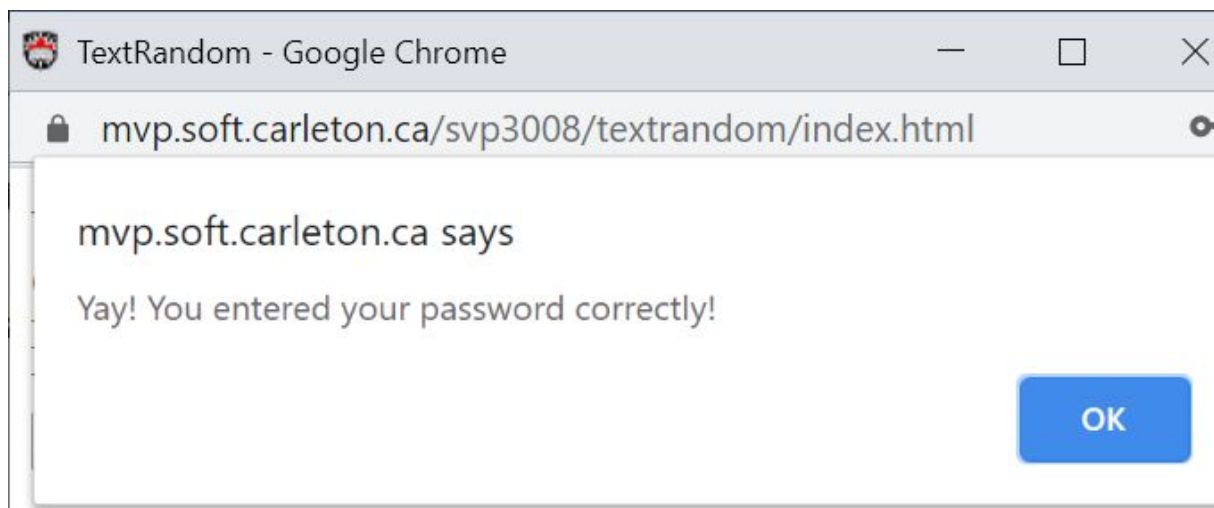 TextRandom - Google Chrome
mvp.soft.carleton.ca/svp3008/textrandom/index.html
mvp.soft.carleton.ca says
Yay! You entered your password correctly!
OK